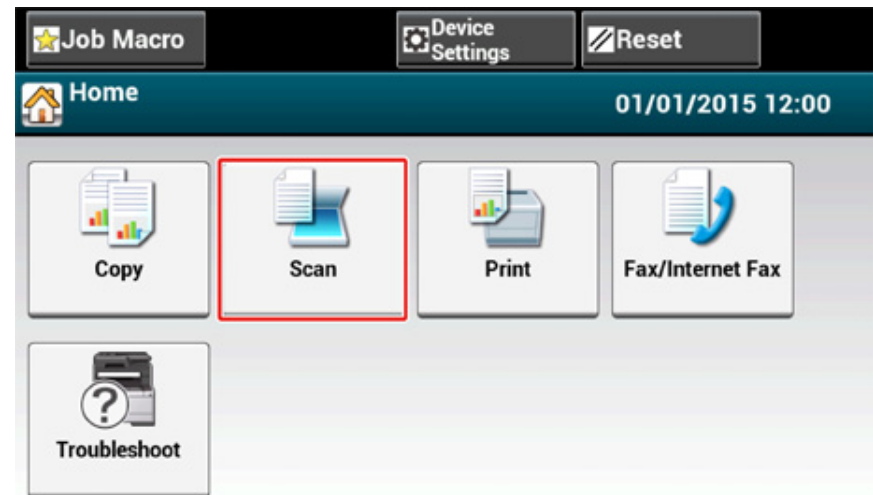 Job Macro
Device
Settings
Reset
Home
01/01/2015 12:00
Copy
Scan
Print
Fax/Internet Fax
Troubleshoot